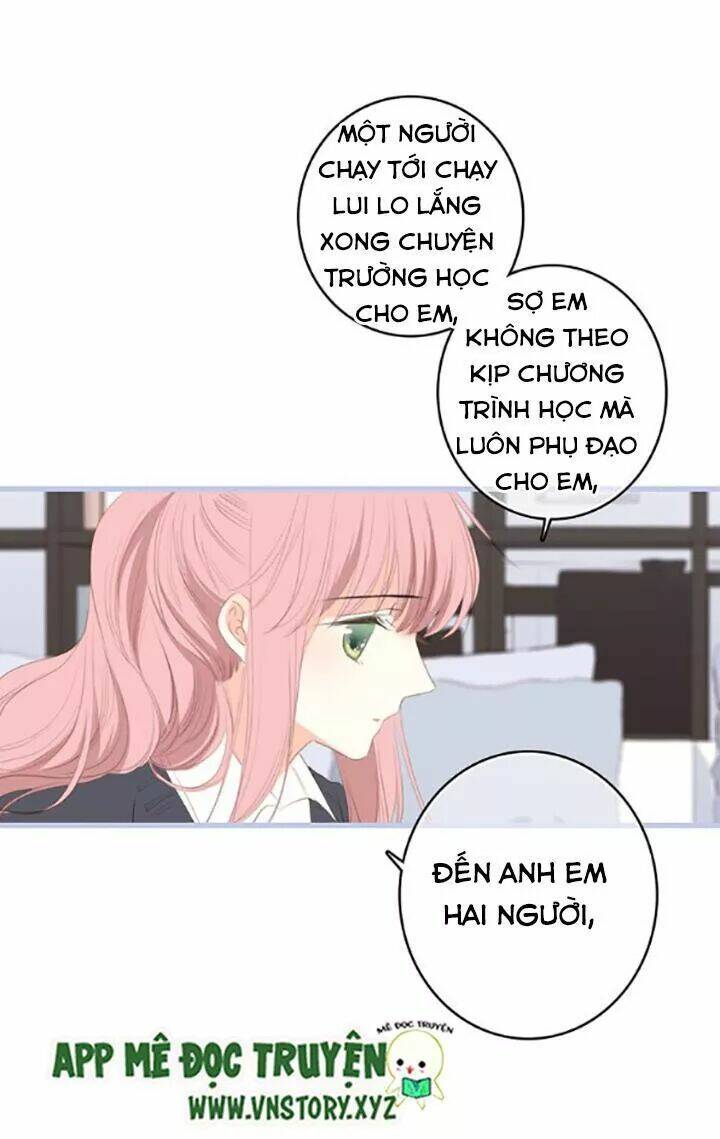 MỘT NGƯỜI
CHẠY TỚI CHẠY
LUI LO LẮNG
XONG CHUYỆN
TRƯỜNG HỌC
CHO EM,
SỢ EM
KHÔNG THEO
KỊP CHƯƠNG
TRÌNH HỌC MÀ
LUÔN PHỤ ĐẠO
CHO EM,
ĐẾN ANH EM
HAI NGƯỜI,
MÊ ĐỌC TRUYỆN
APP MÊ ĐỌC TRUYỆN
WWW.VNSTORY.XYZ